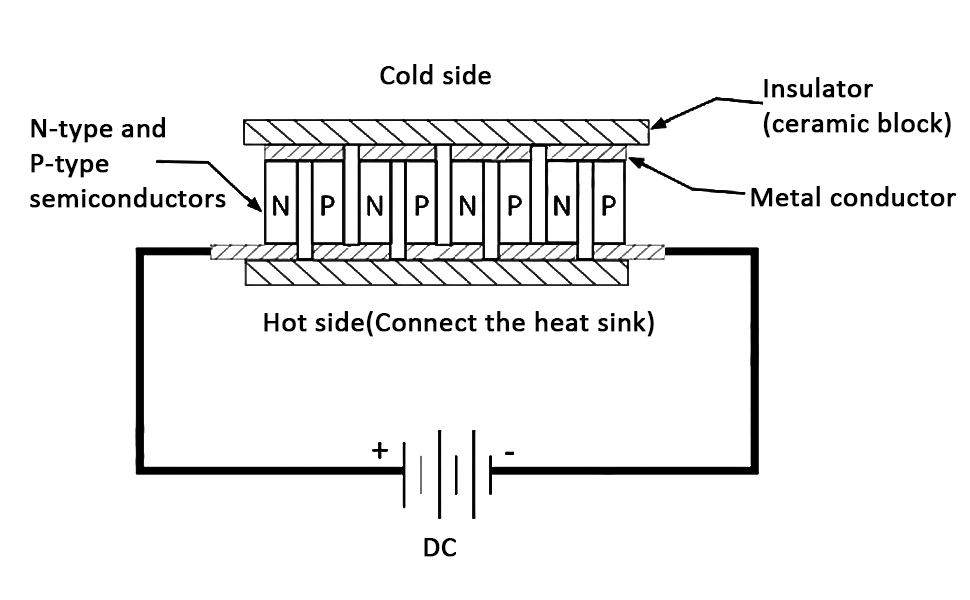 Cold side
Insulator
(ceramic block)
N-type and
P-type
semiconductors
Metal conductor
N P N P N P N P
Hot side(Connect the heat sink)
+ -
DC